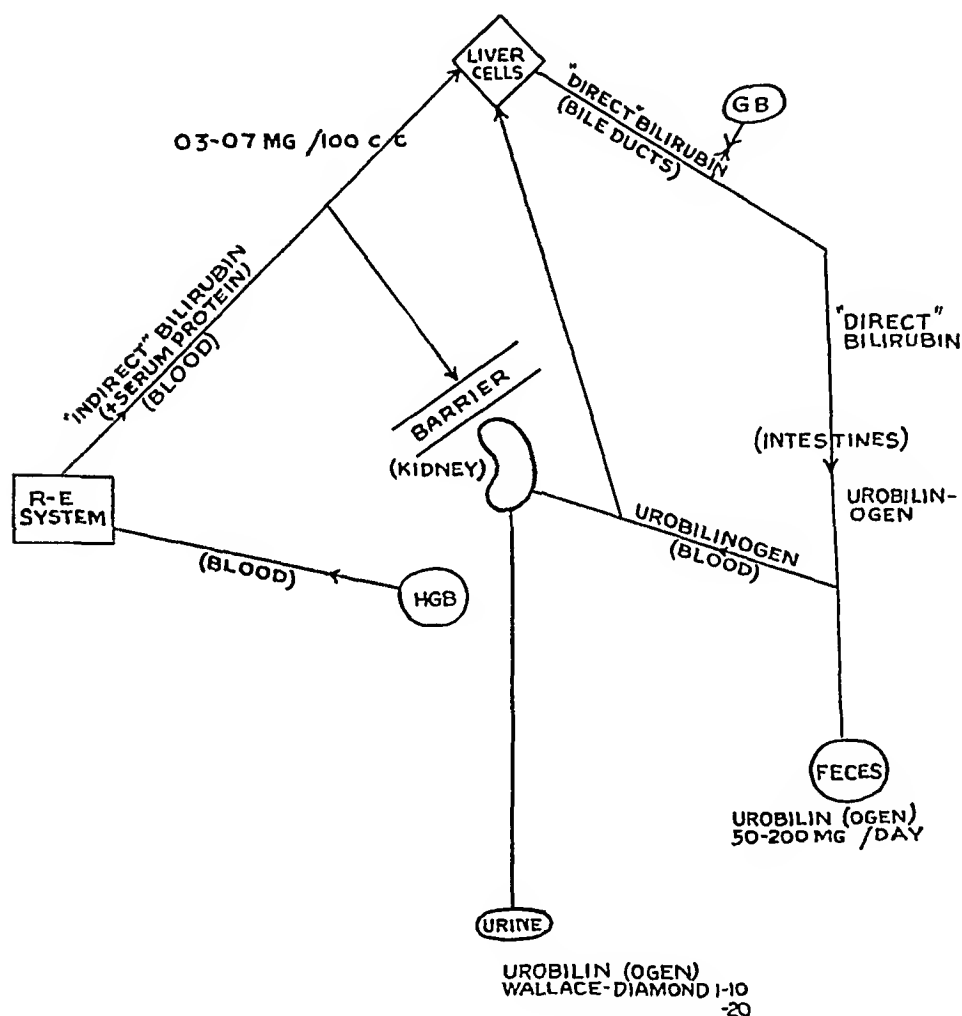 LIVER
CELLS
"DIRECT" BILIRUBIN
(BILE DUCTS)
GB
03-07 MG /100 C C
"INDIRECT" BILIRUBIN
(+SERUM PROTEIN)
(BLOOD)
"DIRECT"
BILIRUBIN
BARRIER
(KIDNEY)
(INTESTINES)
R-E
SYSTEM
UROBILIN-
OGEN
UROBILINOGEN
(BLOOD)
(BLOOD)
HGB
FECES
UROBILIN (OGEN)
50-200 MG /DAY
URINE
UROBILIN (OGEN)
WALLACE-DIAMOND 1-10
-20